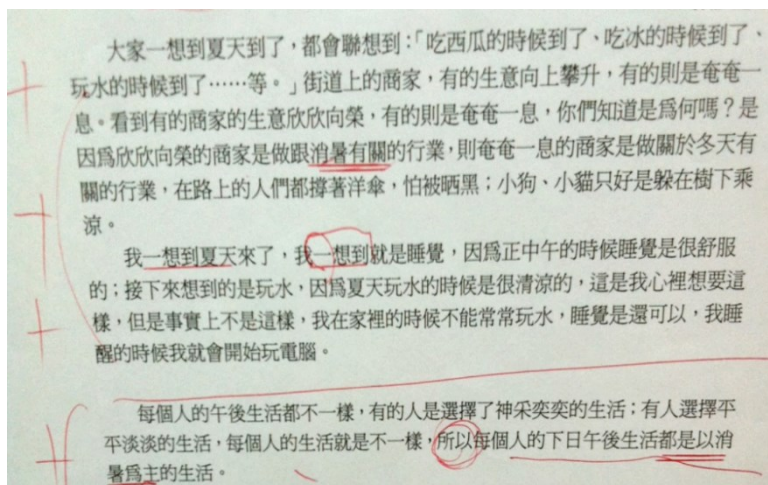 大家一想到夏天到了，都會聯想到：「吃西瓜的時候到了、吃冰的時候到了、
玩水的時候到了……等。」街道上的商家，有的生意向上攀升，有的則是奄奄一
息。看到有的商家的生意欣欣向榮，有的則是奄奄一息，你們知道是爲何嗎？是
因爲欣欣向榮的商家是做跟消暑有關的行業，則奄奄一息的商家是做關於冬天有
關的行業，在路上的人們都撐著洋傘，怕被晒黑；小狗、小貓只好是躲在樹下乘
涼。
我一想到夏天來了，我一想到就是睡覺，因爲正中午的時候睡覺是很舒服
的；接下來想到的是玩水，因爲夏天玩水的時候是很清涼的，這是我心裡想要這
樣，但是事實上不是這樣，我在家裡的時候不能常常玩水，睡覺是還可以，我睡
醒的時候我就會開始玩電腦。
每個人的午後生活都不一樣，有的人是選擇了神采奕奕的生活；有人選擇平
平淡淡的生活，每個人的生活就是不一樣，所以每個人的下日午後生活都是以消
暑爲主的生活。